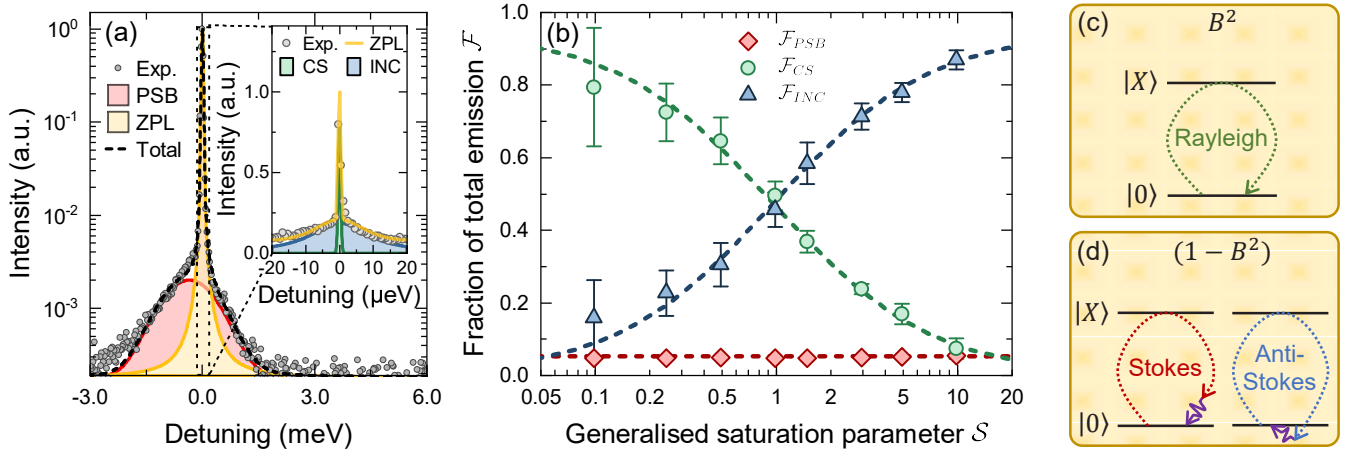 (a)
Exp.
PSB
ZPL
Total
Intensity (a.u.)
10⁰
10⁻¹
10⁻²
10⁻³
-3.0 0.0 3.0 6.0
Detuning (meV)
Exp. ZPL
CS INC
Intensity (a.u.)
1.0
0.5
0.0
-20 -10 0 10 20
Detuning (µeV)
(b)
ℱ_PSB
ℱ_CS
ℱ_INC
Fraction of total emission ℱ
1.0
0.8
0.6
0.4
0.2
0.0
0.05 0.1 0.2 0.5 1 2 5 10 20
Generalised saturation parameter 𝒮
(c) B²
|X⟩
Rayleigh
|0⟩
(d) (1 − B²)
|X⟩
Stokes
Anti-
Stokes
|0⟩